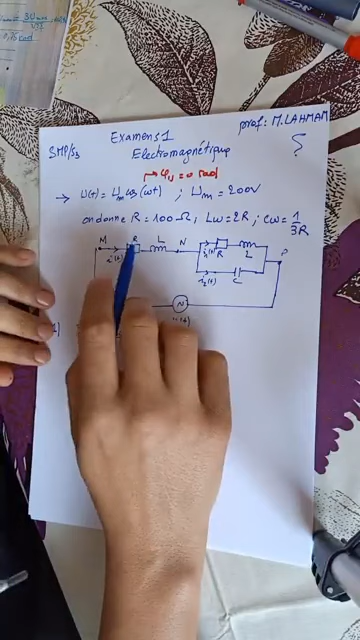 Examens 1
prof: M. LAHMAM
SMP/S3
Electromagnétique
φu = 0 rad
→ U(t) = Um cos(ωt) ; Um = 200V
on donne R = 100 Ω, Lω = 2R ; Cω = 1/3R
M R L N R L P
i(t) i1(t)
i2(t) C
N